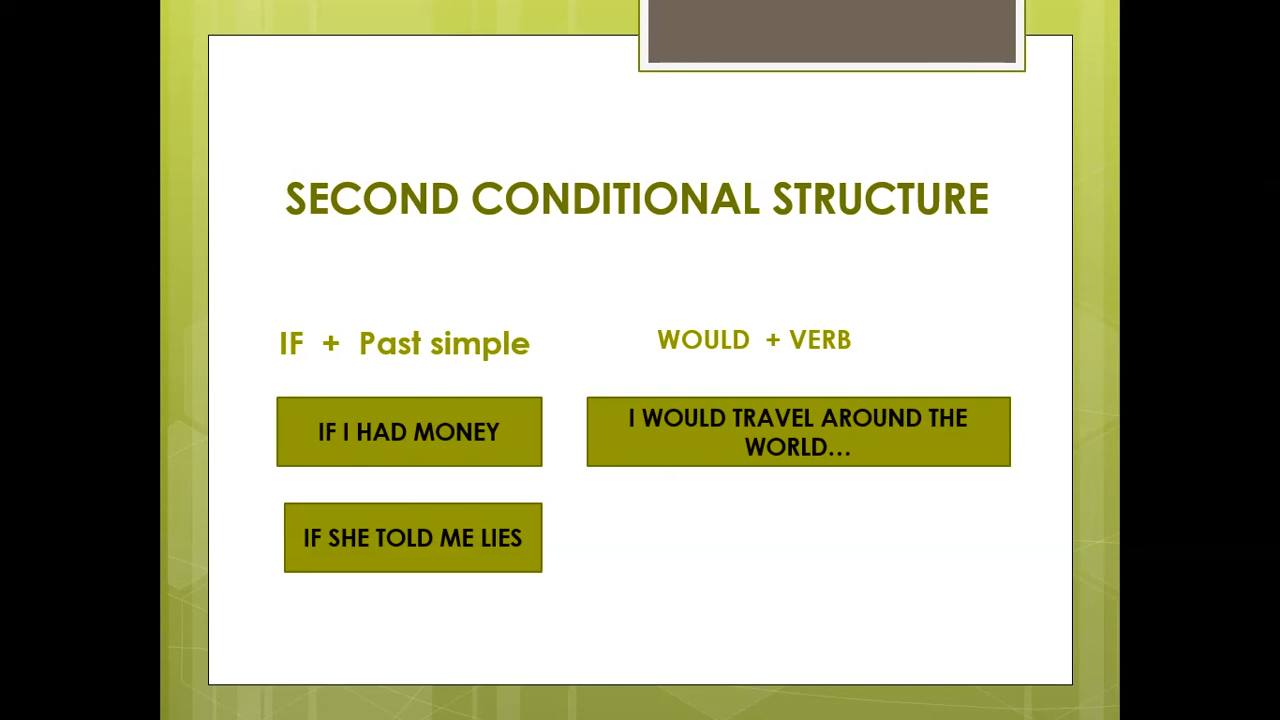 SECOND CONDITIONAL STRUCTURE
IF + Past simple
WOULD + VERB
IF I HAD MONEY
I WOULD TRAVEL AROUND THE
WORLD…
IF SHE TOLD ME LIES